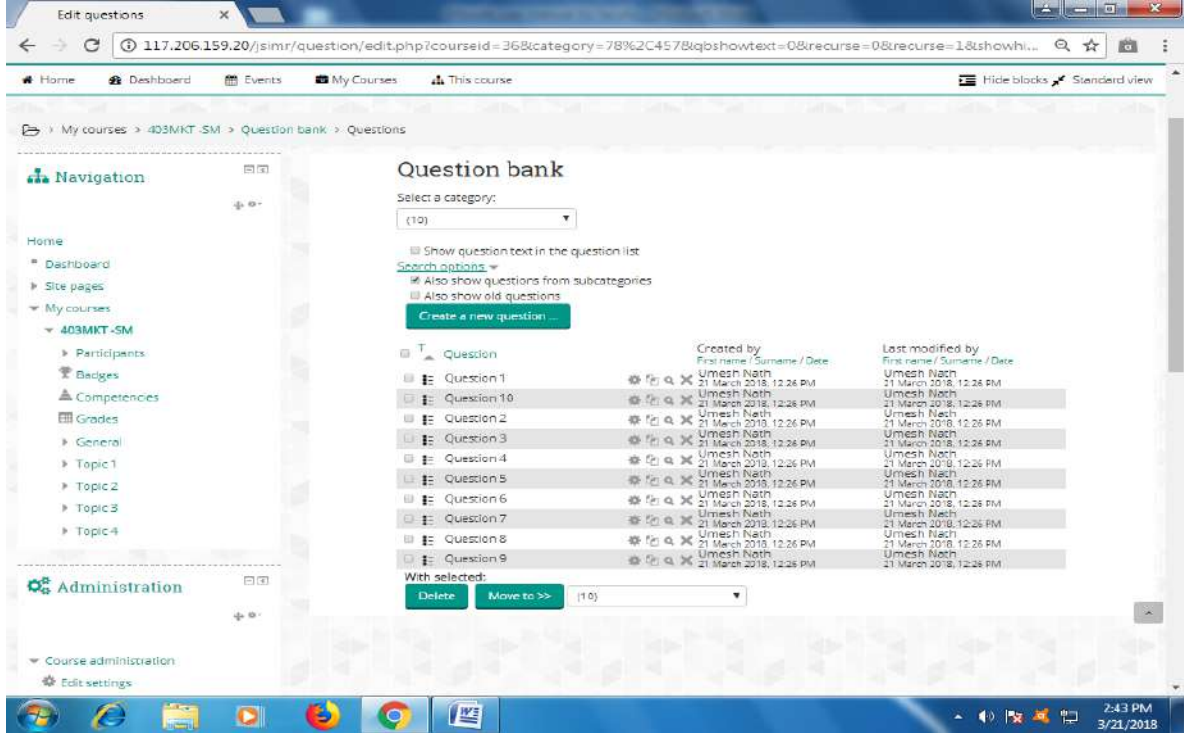 Edit questions
117.206.159.20/jsimr/question/edit.php?courseid=36&category=78%2C457&qbshowtext=0&recurse=0&recurse=1&showhi...
Home Dashboard Events My Courses This course Hide blocks Standard view
My courses > 403MKT -SM > Question bank > Questions
Navigation
Home
Dashboard
Site pages
My courses
403MKT -SM
Participants
Badges
Competencies
Grades
General
Topic 1
Topic 2
Topic 3
Topic 4
Administration
Course administration
Edit settings
Question bank
Select a category:
(10)
Show question text in the question list
Search options
Also show questions from subcategories
Also show old questions
Create a new question ...
T Question Created by Last modified by
First name / Surname / Date First name / Surname / Date
Question 1 Umesh Nath Umesh Nath
21 March 2018, 12:26 PM 21 March 2018, 12:26 PM
Question 10 Umesh Nath Umesh Nath
21 March 2018, 12:26 PM 21 March 2018, 12:26 PM
Question 2 Umesh Nath Umesh Nath
21 March 2018, 12:26 PM 21 March 2018, 12:26 PM
Question 3 Umesh Nath Umesh Nath
21 March 2018, 12:26 PM 21 March 2018, 12:26 PM
Question 4 Umesh Nath Umesh Nath
21 March 2018, 12:26 PM 21 March 2018, 12:26 PM
Question 5 Umesh Nath Umesh Nath
21 March 2018, 12:26 PM 21 March 2018, 12:26 PM
Question 6 Umesh Nath Umesh Nath
21 March 2018, 12:26 PM 21 March 2018, 12:26 PM
Question 7 Umesh Nath Umesh Nath
21 March 2018, 12:26 PM 21 March 2018, 12:26 PM
Question 8 Umesh Nath Umesh Nath
21 March 2018, 12:26 PM 21 March 2018, 12:26 PM
Question 9 Umesh Nath Umesh Nath
21 March 2018, 12:26 PM 21 March 2018, 12:26 PM
With selected:
Delete Move to >> (10)
2:43 PM
3/21/2018